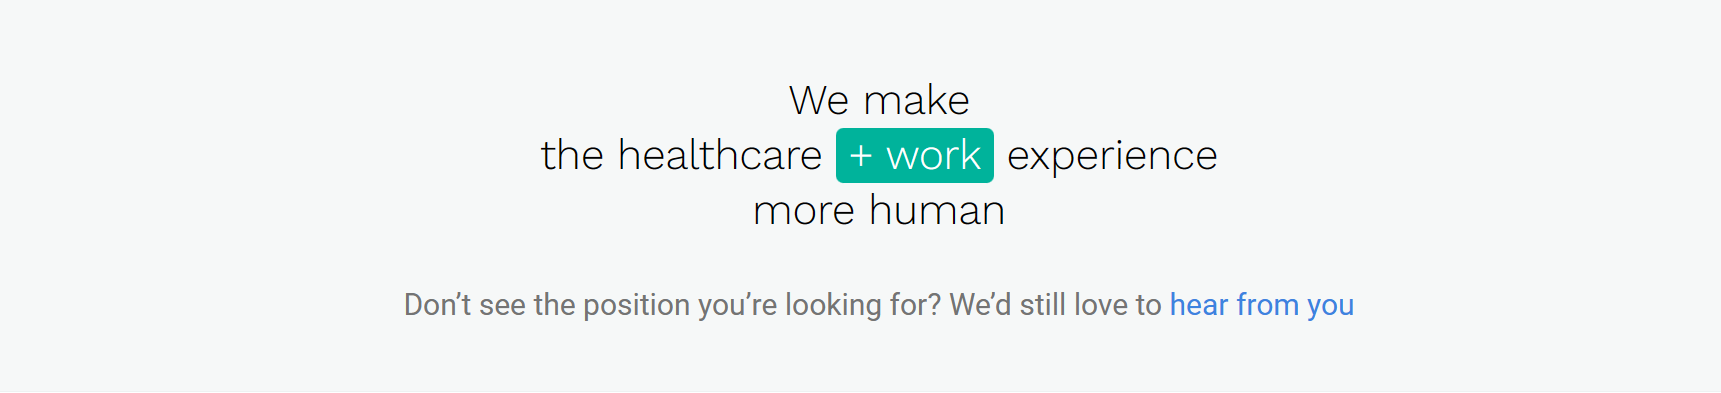 We make
the healthcare + work experience
more human
Don’t see the position you’re looking for? We’d still love to hear from you